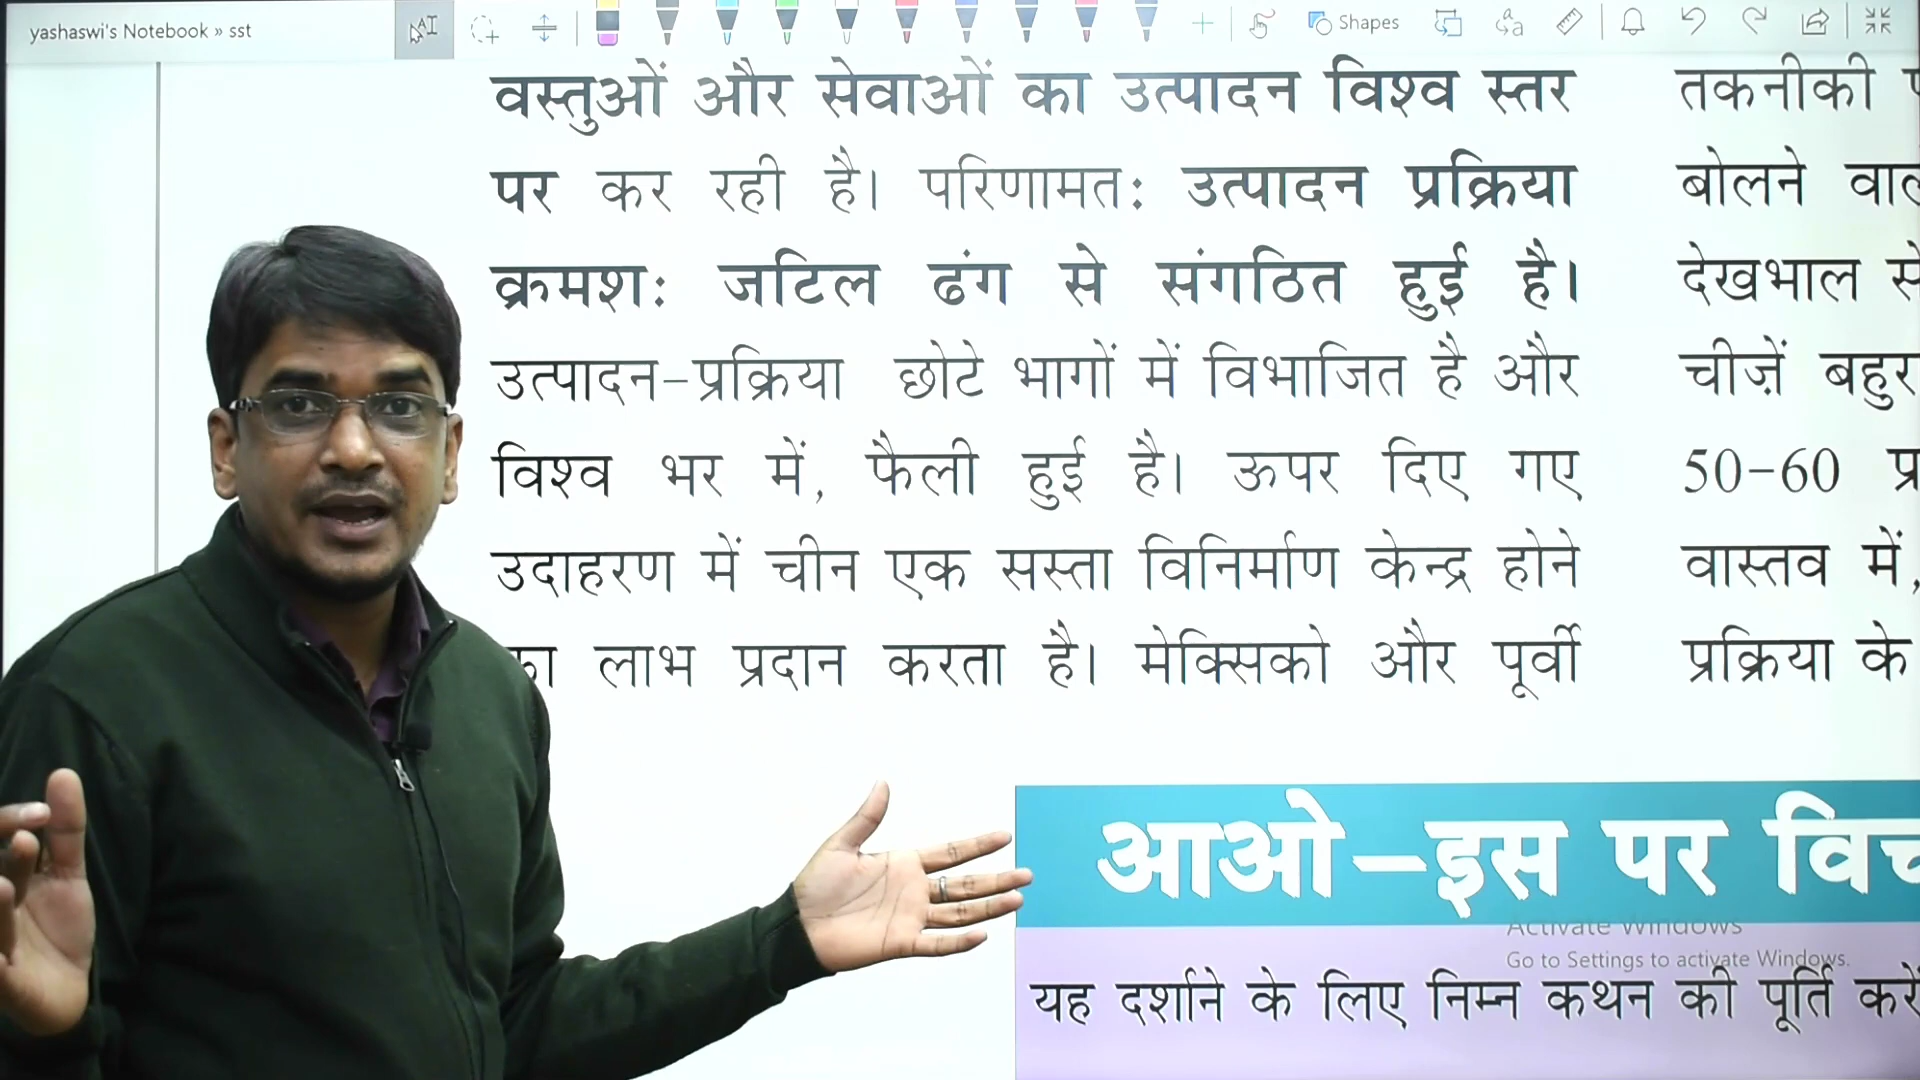 yashaswi's Notebook » sst
Shapes
वस्तुओं और सेवाओं का उत्पादन विश्व स्तर
पर कर रही है। परिणामतः उत्पादन प्रक्रिया
क्रमशः जटिल ढंग से संगठित हुई है।
उत्पादन-प्रक्रिया छोटे भागों में विभाजित है और
विश्व भर में, फैली हुई है। ऊपर दिए गए
उदाहरण में चीन एक सस्ता विनिर्माण केन्द्र होने
का लाभ प्रदान करता है। मेक्सिको और पूर्वी
तकनीकी
बोलने
देखभाल
चीज़ें
50-60
वास्तव में,
प्रक्रिया के
आओ-इस पर
Activate Windows
Go to Settings to activate Windows.
यह दर्शाने के लिए निम्न कथन की पूर्ति करें